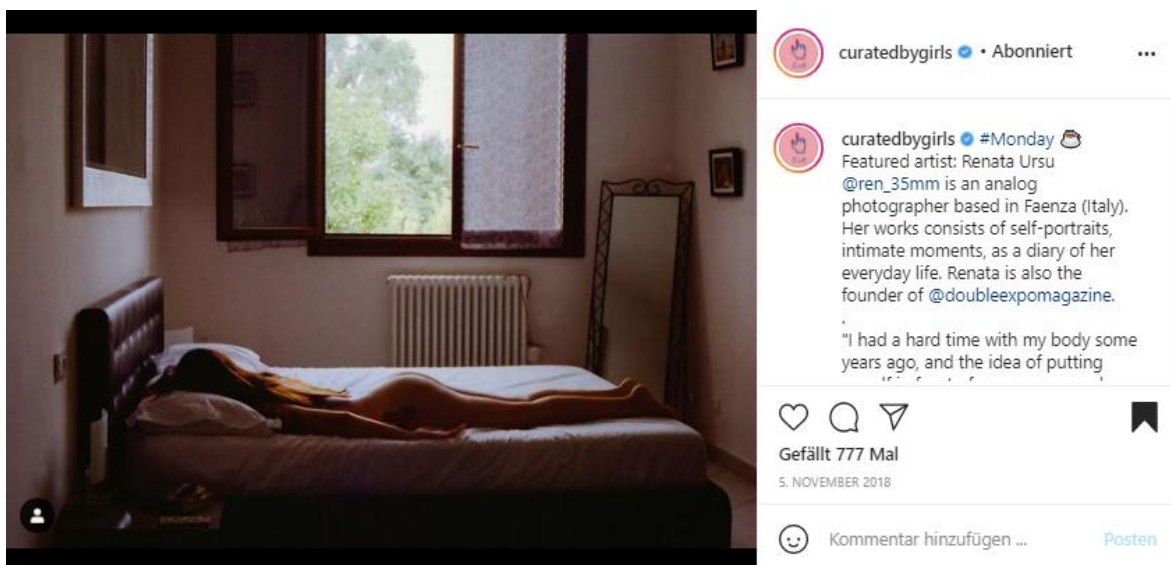 curatedbygirls • Abonniert
curatedbygirls #Monday
Featured artist: Renata Ursu
@ren_35mm is an analog
photographer based in Faenza (Italy).
Her works consists of self-portraits,
intimate moments, as a diary of her
everyday life. Renata is also the
founder of @doubleexpomagazine.
.
"I had a hard time with my body some
years ago, and the idea of putting
Gefällt 777 Mal
5. NOVEMBER 2018
Kommentar hinzufügen ...
Posten